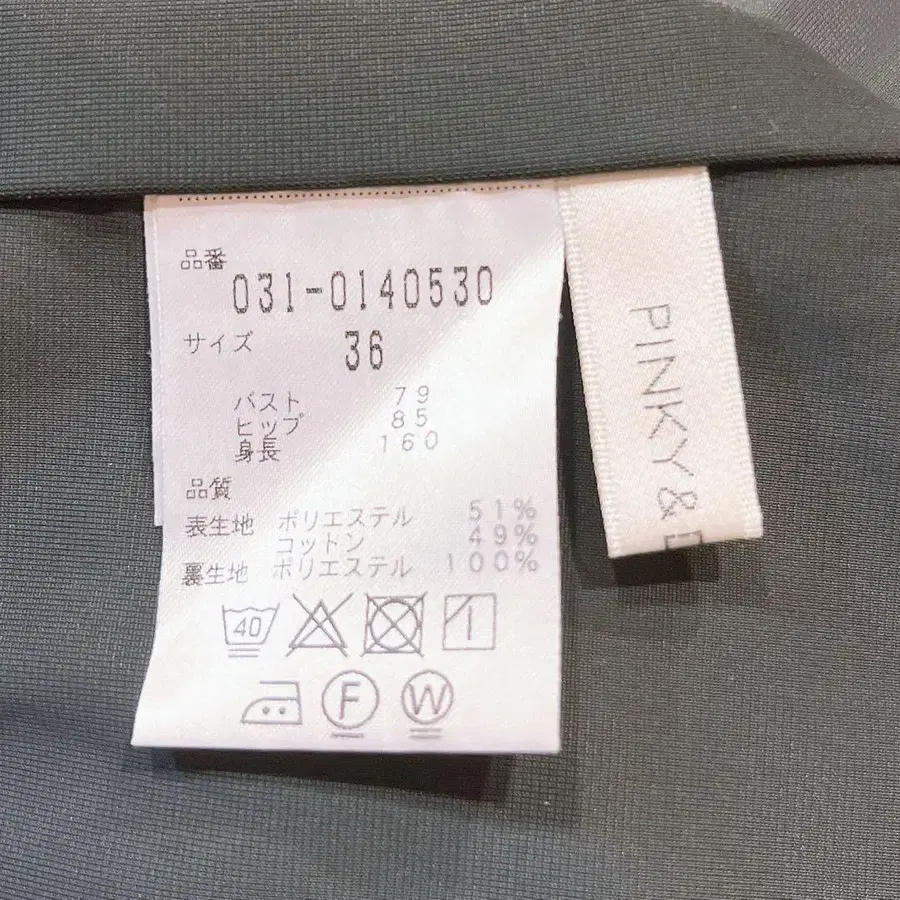 品番
031-0140530
サイズ 36
バスト 79
ヒップ 85
身長 160
品質
表生地 ポリエステル 51%
コットン 49%
裏生地 ポリエステル 100%
40
F W
PINKY&